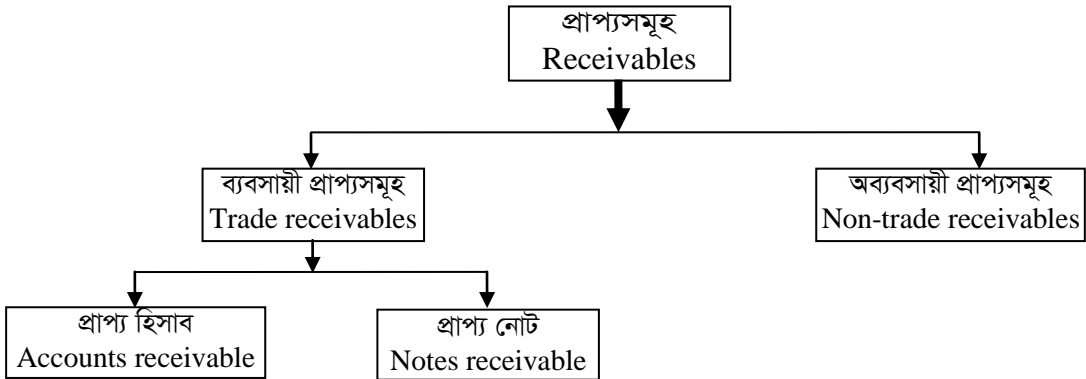 প্রাপ্যসমূহ
Receivables
ব্যবসায়ী প্রাপ্যসমূহ
Trade receivables
অব্যবসায়ী প্রাপ্যসমূহ
Non-trade receivables
প্রাপ্য হিসাব
Accounts receivable
প্রাপ্য নোট
Notes receivable